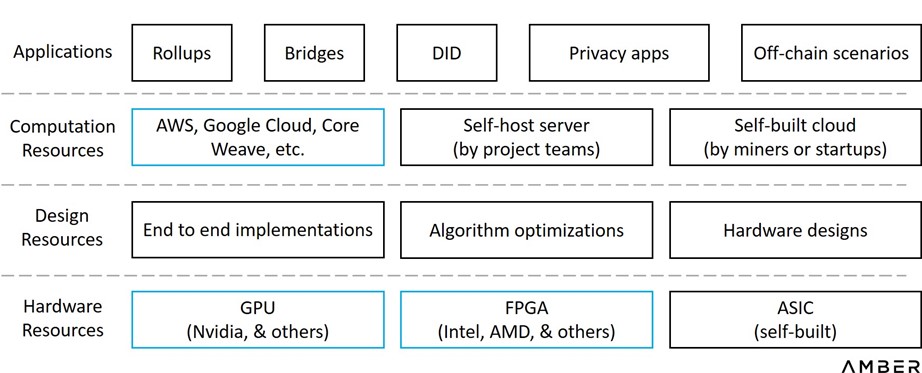 Applications
Rollups
Bridges
DID
Privacy apps
Off-chain scenarios
Computation
Resources
AWS, Google Cloud, Core
Weave, etc.
Self-host server
(by project teams)
Self-built cloud
(by miners or startups)
Design
Resources
End to end implementations
Algorithm optimizations
Hardware designs
Hardware
Resources
GPU
(Nvidia, & others)
FPGA
(Intel, AMD, & others)
ASIC
(self-built)
AMBER